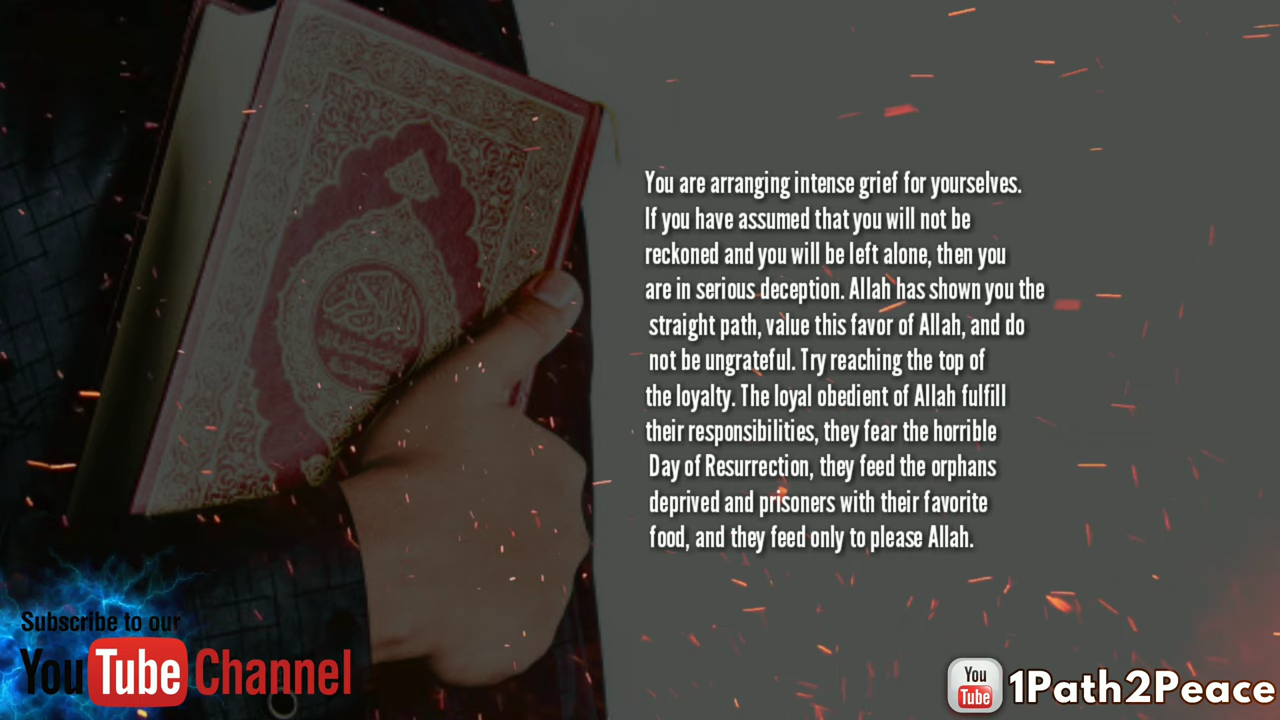 You are arranging intense grief for yourselves.
If you have assumed that you will not be
reckoned and you will be left alone, then you
are in serious deception. Allah has shown you the
straight path, value this favor of Allah, and do
not be ungrateful. Try reaching the top of
the loyalty. The loyal obedient of Allah fulfill
their responsibilities, they fear the horrible
Day of Resurrection, they feed the orphans
deprived and prisoners with their favorite
food, and they feed only to please Allah.
Subscribe to our
YouTube Channel
You
Tube
1Path2Peace